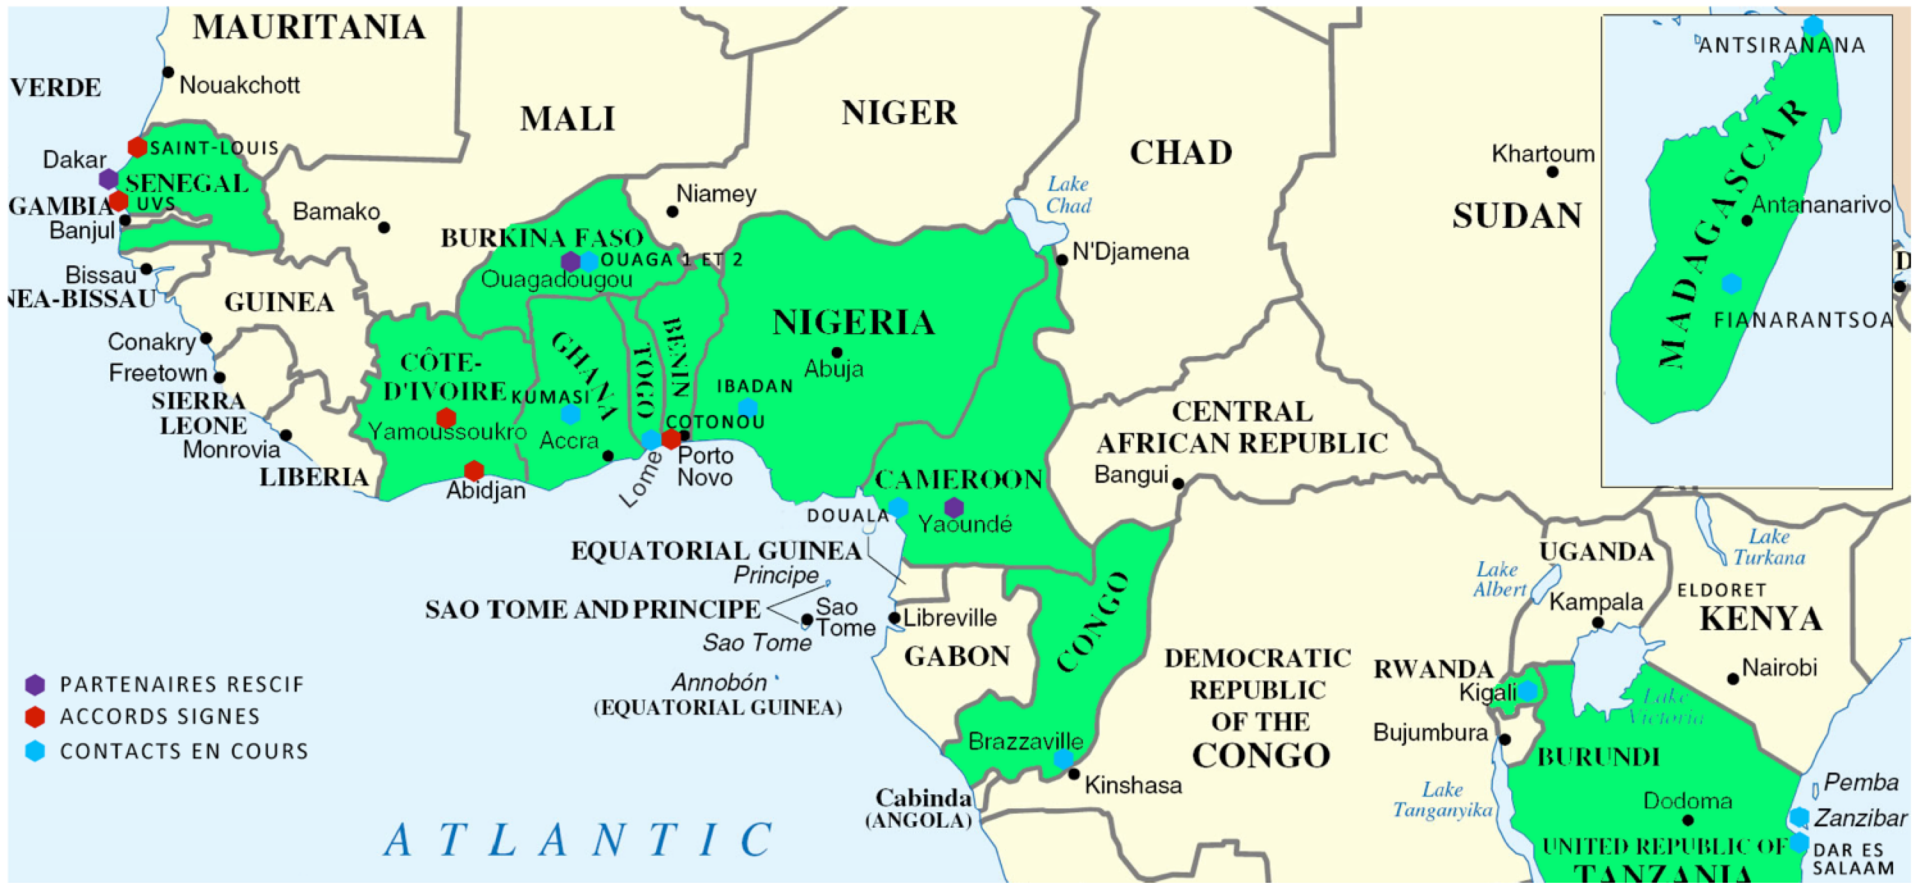 MAURITANIA
Nouakchott
VERDE
MALI
NIGER
CHAD
Khartoum
SUDAN
ANTSIRANANA
MADAGASCAR
Antananarivo
FIANARANTSOA
D
SAINT-LOUIS
Dakar
SENEGAL
UVS
GAMBIA
Banjul
Bamako
Niamey
Lake
Chad
N'Djamena
BURKINA FASO
OUAGA 1 ET 2
Ouagadougou
Bissau
NEA-BISSAU
GUINEA
Conakry
Freetown
SIERRA
LEONE
Monrovia
LIBERIA
CÔTE-
D'IVOIRE
Yamoussoukro
Abidjan
GHANA
KUMASI
Accra
TOGO
Lome
BENIN
COTONOU
Porto
Novo
NIGERIA
Abuja
IBADAN
CENTRAL
AFRICAN REPUBLIC
Bangui
CAMEROON
DOUALA
Yaoundé
EQUATORIAL GUINEA
Principe
SAO TOME AND PRINCIPE
Sao
Tome
Sao Tome
Libreville
GABON
Annobón
(EQUATORIAL GUINEA)
CONGO
Brazzaville
Kinshasa
Cabinda
(ANGOLA)
DEMOCRATIC
REPUBLIC
OF THE
CONGO
UGANDA
Lake
Albert
Kampala
Lake
Turkana
ELDORET
KENYA
Nairobi
RWANDA
Kigali
Lake
Victoria
Bujumbura
BURUNDI
Lake
Tanganyika
Dodoma
UNITED REPUBLIC OF
TANZANIA
Pemba
Zanzibar
DAR ES
SALAAM
PARTENAIRES RESCIF
ACCORDS SIGNES
CONTACTS EN COURS
ATLANTIC